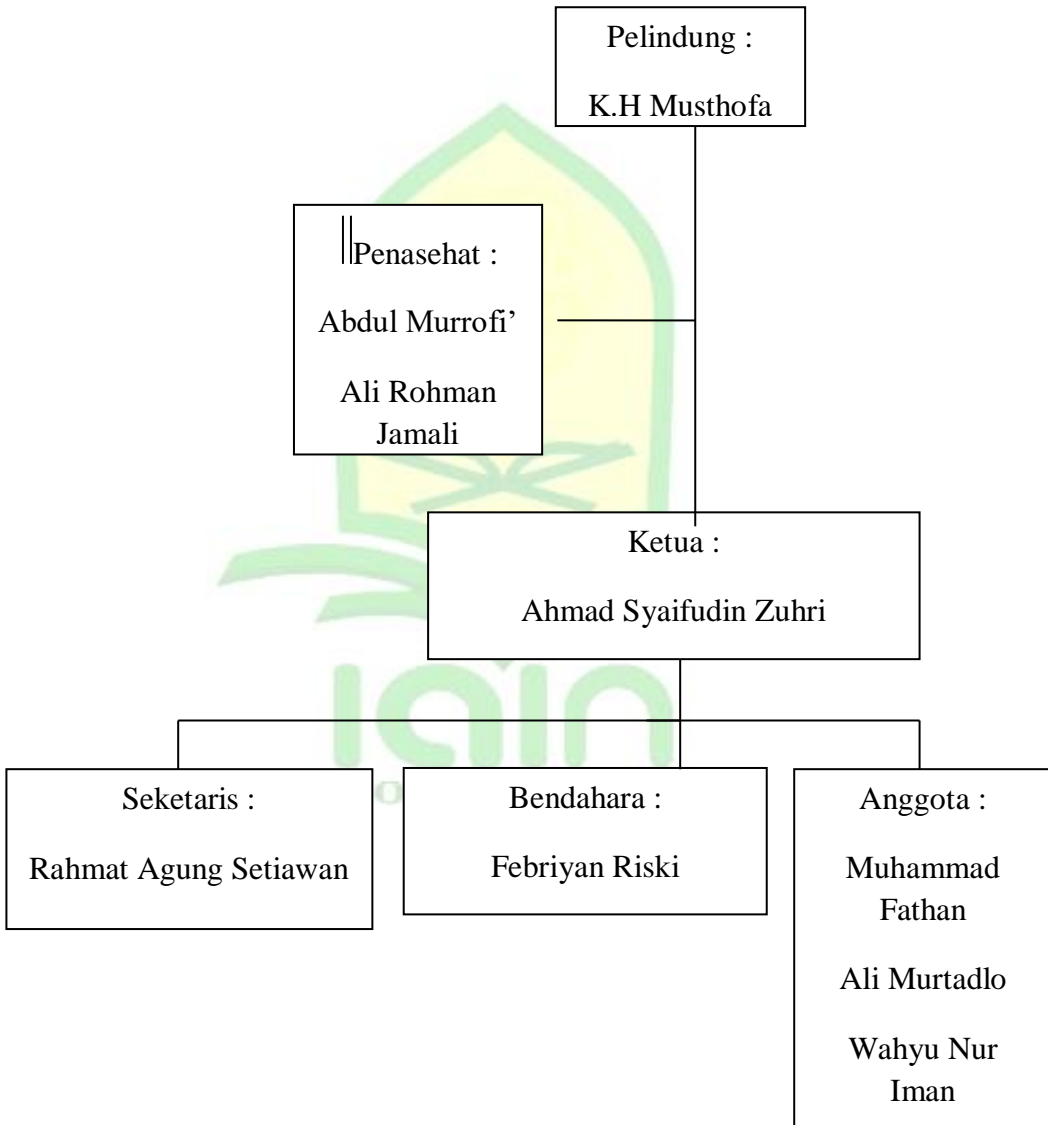 Pelindung :
K.H Musthofa
Penasehat :
Abdul Murrofi’
Ali Rohman
Jamali
Ketua :
Ahmad Syaifudin Zuhri
iain
Seketaris :
Rahmat Agung Setiawan
Bendahara :
Febriyan Riski
Anggota :
Muhammad
Fathan
Ali Murtadlo
Wahyu Nur
Iman